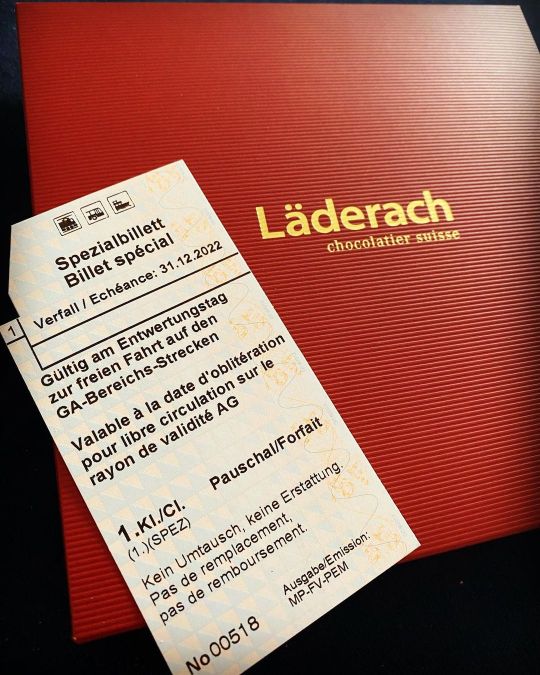 Läderach
chocolatier suisse
Spezialbillett
Billet spécial
Verfall / Echéance: 31.12.2022
1
Gültig am Entwertungstag
zur freien Fahrt auf den
GA-Bereichs-Strecken
Valable à la date d'oblitération
pour libre circulation sur le
rayon de validité AG
Pauschal/Forfait
1.Kl./Cl.
(1.)(SPEZ)
Kein Umtausch, keine Erstattung.
Pas de remplacement,
pas de remboursement.
Ausgabe/Emission:
MP-FV-PEM
No 00518